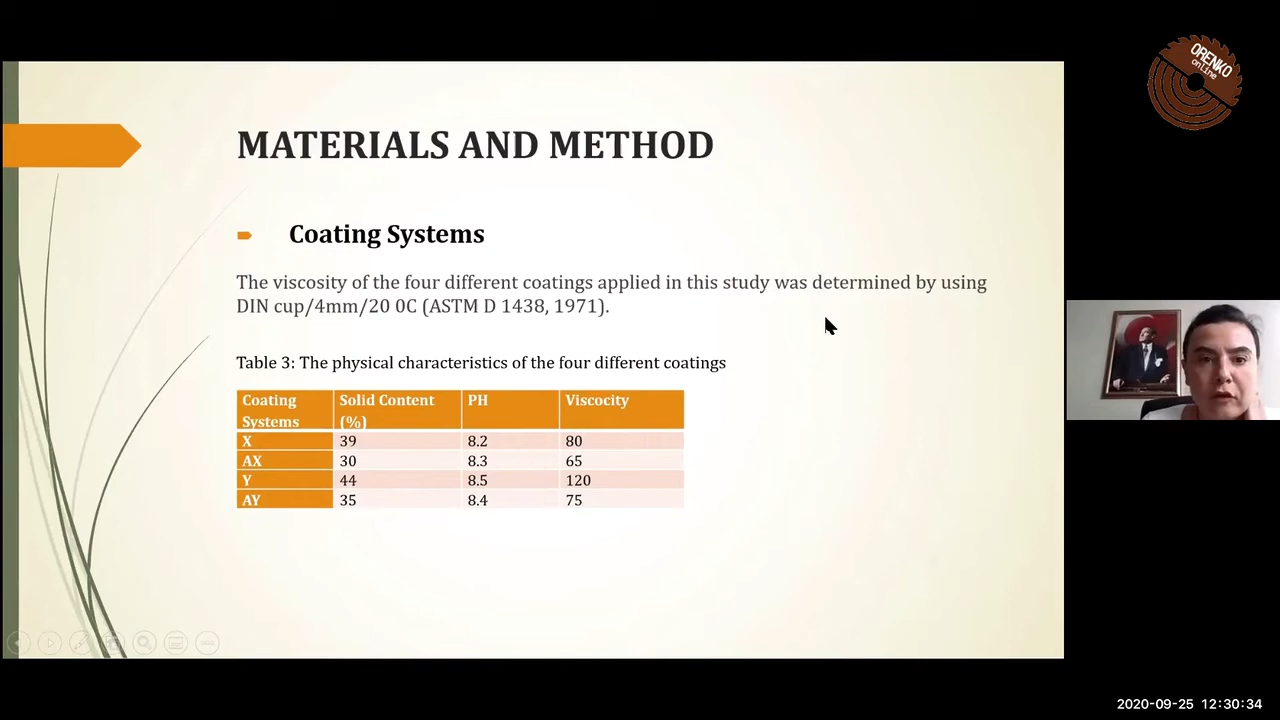 ORENKO
online
MATERIALS AND METHOD
Coating Systems
The viscosity of the four different coatings applied in this study was determined by using
DIN cup/4mm/20 0C (ASTM D 1438, 1971).
Table 3: The physical characteristics of the four different coatings
Coating Systems Solid Content (%) PH Viscocity
X 39 8.2 80
AX 30 8.3 65
Y 44 8.5 120
AY 35 8.4 75
2020-09-25 12:30:34